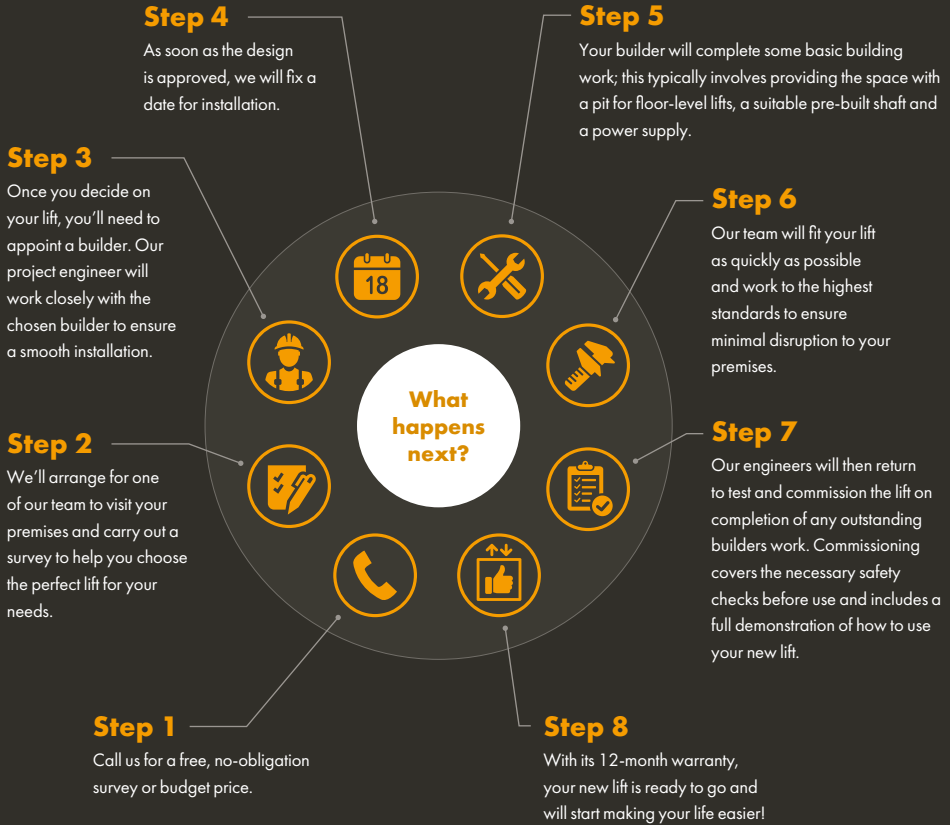 Step 4
As soon as the design
is approved, we will fix a
date for installation.
Step 5
Your builder will complete some basic building
work; this typically involves providing the space with
a pit for floor-level lifts, a suitable pre-built shaft and
a power supply.
Step 3
Once you decide on
your lift, you’ll need to
appoint a builder. Our
project engineer will
work closely with the
chosen builder to ensure
a smooth installation.
Step 6
Our team will fit your lift
as quickly as possible
and work to the highest
standards to ensure
minimal disruption to your
premises.
18
What
happens
next?
Step 2
We’ll arrange for one
of our team to visit your
premises and carry out a
survey to help you choose
the perfect lift for your
needs.
Step 7
Our engineers will then return
to test and commission the lift on
completion of any outstanding
builders work. Commissioning
covers the necessary safety
checks before use and includes a
full demonstration of how to use
your new lift.
Step 1
Call us for a free, no-obligation
survey or budget price.
Step 8
With its 12-month warranty,
your new lift is ready to go and
will start making your life easier!